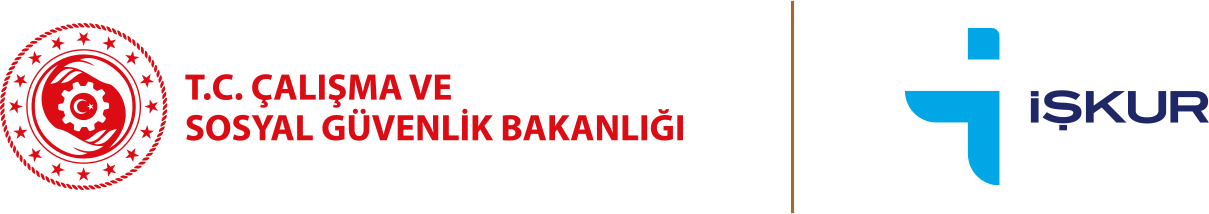 T.C. ÇALIŞMA VE
SOSYAL GÜVENLİK BAKANLIĞI
İŞKUR